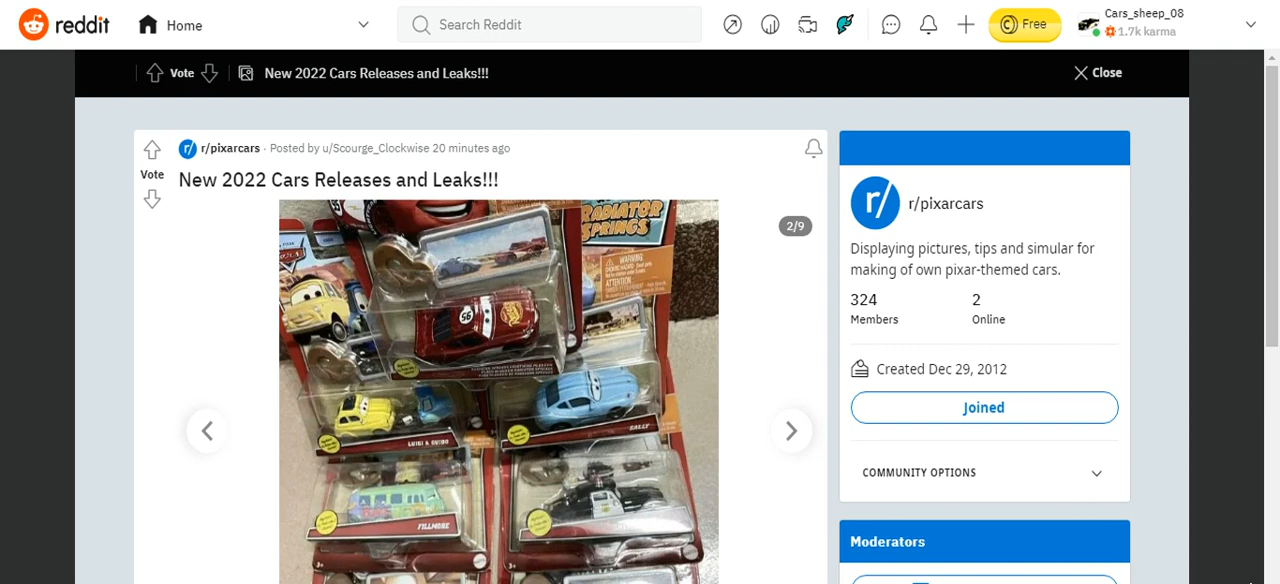 reddit
Home
Search Reddit
Free
Cars_sheep_08
1.7k karma
Vote
New 2022 Cars Releases and Leaks!!!
Close
r/pixarcars · Posted by u/Scourge_Clockwise 20 minutes ago
Vote
New 2022 Cars Releases and Leaks!!!
2/9
RADIATOR
SPRINGS
WARNING
ATTENTION
56
LUIGI & GUIDO
SALLY
FILLMORE
r/
r/pixarcars
Displaying pictures, tips and simular for
making of own pixar-themed cars.
324
Members
2
Online
Created Dec 29, 2012
Joined
COMMUNITY OPTIONS
Moderators